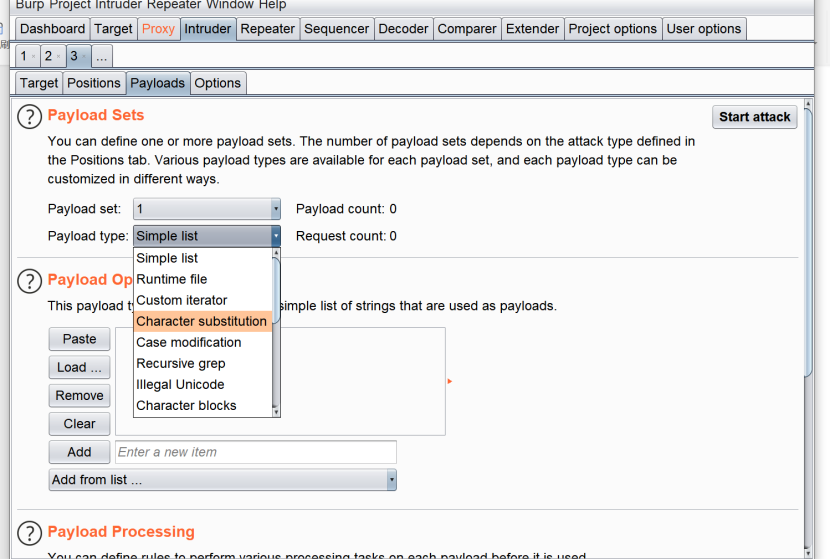 Burp Project Intruder Repeater Window Help
Dashboard Target Proxy Intruder Repeater Sequencer Decoder Comparer Extender Project options User options
1 2 3 ...
Target Positions Payloads Options
? Payload Sets Start attack
You can define one or more payload sets. The number of payload sets depends on the attack type defined in
the Positions tab. Various payload types are available for each payload set, and each payload type can be
customized in different ways.
Payload set: 1 Payload count: 0
Payload type: Simple list Request count: 0
Simple list
Runtime file
? Payload Op
Custom iterator
This payload t simple list of strings that are used as payloads.
Character substitution
Paste Case modification
Load ... Recursive grep
Illegal Unicode
Remove Character blocks
Clear
Add Enter a new item
Add from list ...
? Payload Processing
You can define rules to perform various processing tasks on each payload before it is used.